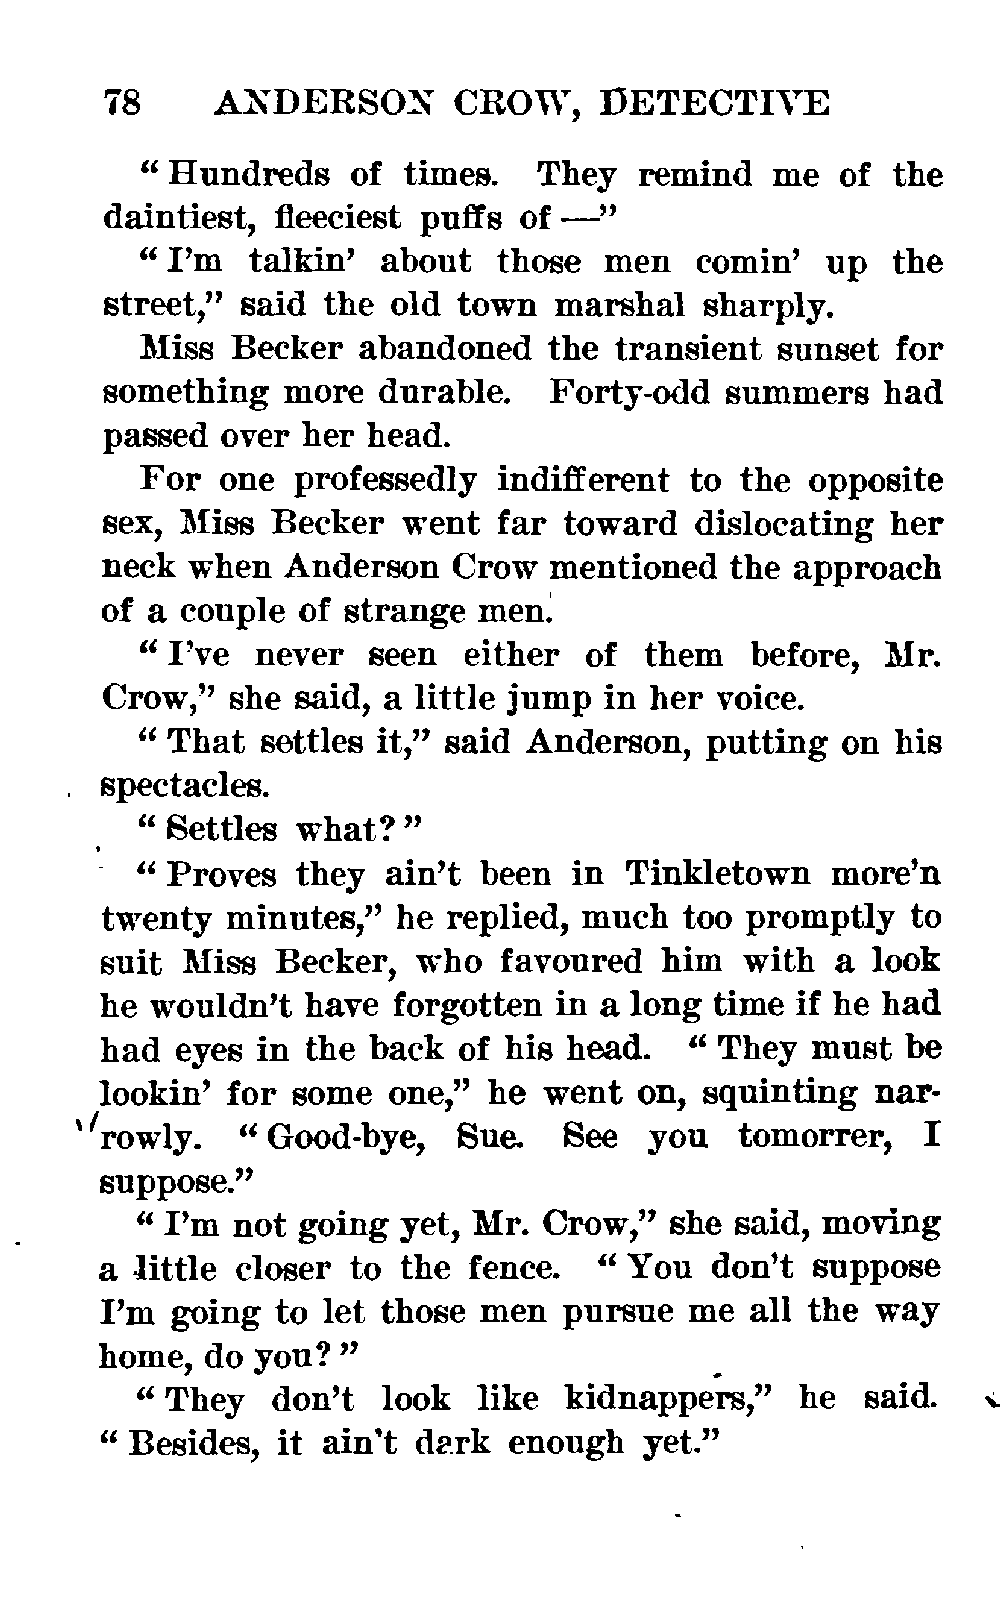 78 ANDERSON CROW, DETECTIVE
“Hundreds of times. They remind me of the
daintiest, fleeciest puffs of —”
“I’m talkin’ about those men comin’ up the
street,” said the old town marshal sharply.
Miss Becker abandoned the transient sunset for
something more durable. Forty-odd summers had
passed over her head.
For one professedly indifferent to the opposite
sex, Miss Becker went far toward dislocating her
neck when Anderson Crow mentioned the approach
of a couple of strange men.
“I’ve never seen either of them before, Mr.
Crow,” she said, a little jump in her voice.
“That settles it,” said Anderson, putting on his
spectacles.
“Settles what?”
“Proves they ain’t been in Tinkletown more’n
twenty minutes,” he replied, much too promptly to
suit Miss Becker, who favoured him with a look
he wouldn’t have forgotten in a long time if he had
had eyes in the back of his head. “They must be
lookin’ for some one,” he went on, squinting nar-
rowly. “Good-bye, Sue. See you tomorrer, I
suppose.”
“I’m not going yet, Mr. Crow,” she said, moving
a little closer to the fence. “You don’t suppose
I’m going to let those men pursue me all the way
home, do you?”
“They don’t look like kidnappers,” he said.
“Besides, it ain’t dark enough yet.”